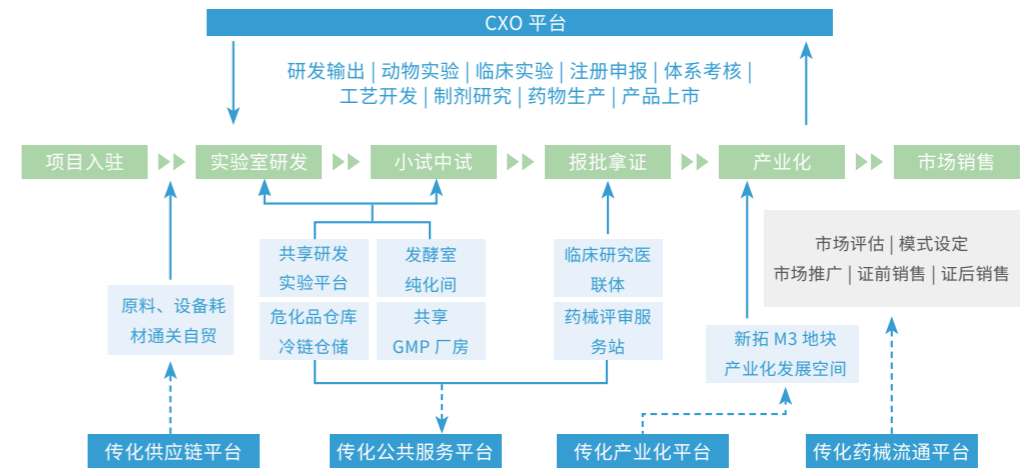 CXO 平台
研发输出 | 动物实验 | 临床实验 | 注册申报 | 体系考核 |
工艺开发 | 制剂研究 | 药物生产 | 产品上市
项目入驻
实验室研发
小试中试
报批拿证
产业化
市场销售
市场评估 | 模式设定
市场推广 | 证前销售 | 证后销售
共享研发
实验平台
发酵室
纯化间
临床研究医
联体
原料、设备耗
材通关自贸
危化品仓库
冷链仓储
共享
GMP 厂房
药械评审服
务站
新拓 M3 地块
产业化发展空间
传化供应链平台
传化公共服务平台
传化产业化平台
传化药械流通平台